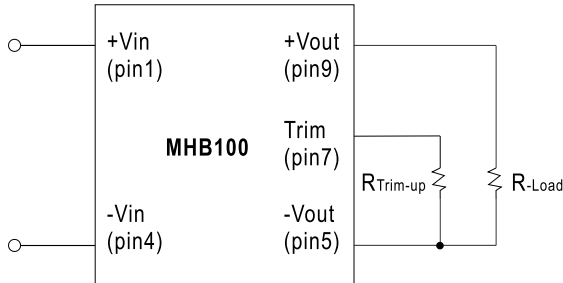 +Vin
(pin1)
+Vout
(pin9)
Trim
(pin7)
MHB100
RTrim-up
R-Load
-Vin
(pin4)
-Vout
(pin5)